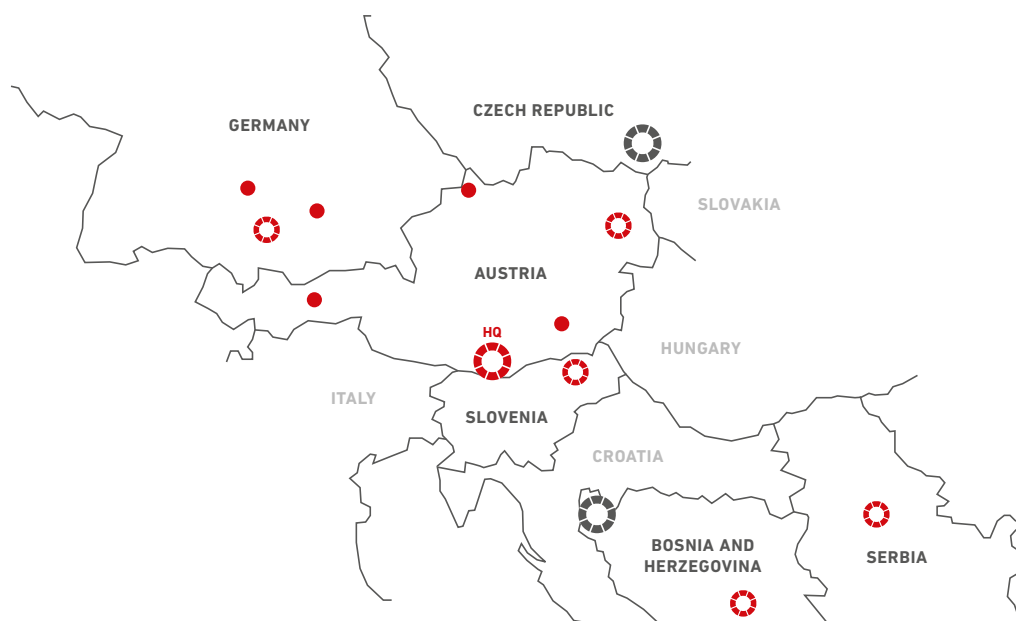 CZECH REPUBLIC
GERMANY
SLOVAKIA
AUSTRIA
HQ
HUNGARY
ITALY
SLOVENIA
CROATIA
BOSNIA AND
HERZEGOVINA
SERBIA